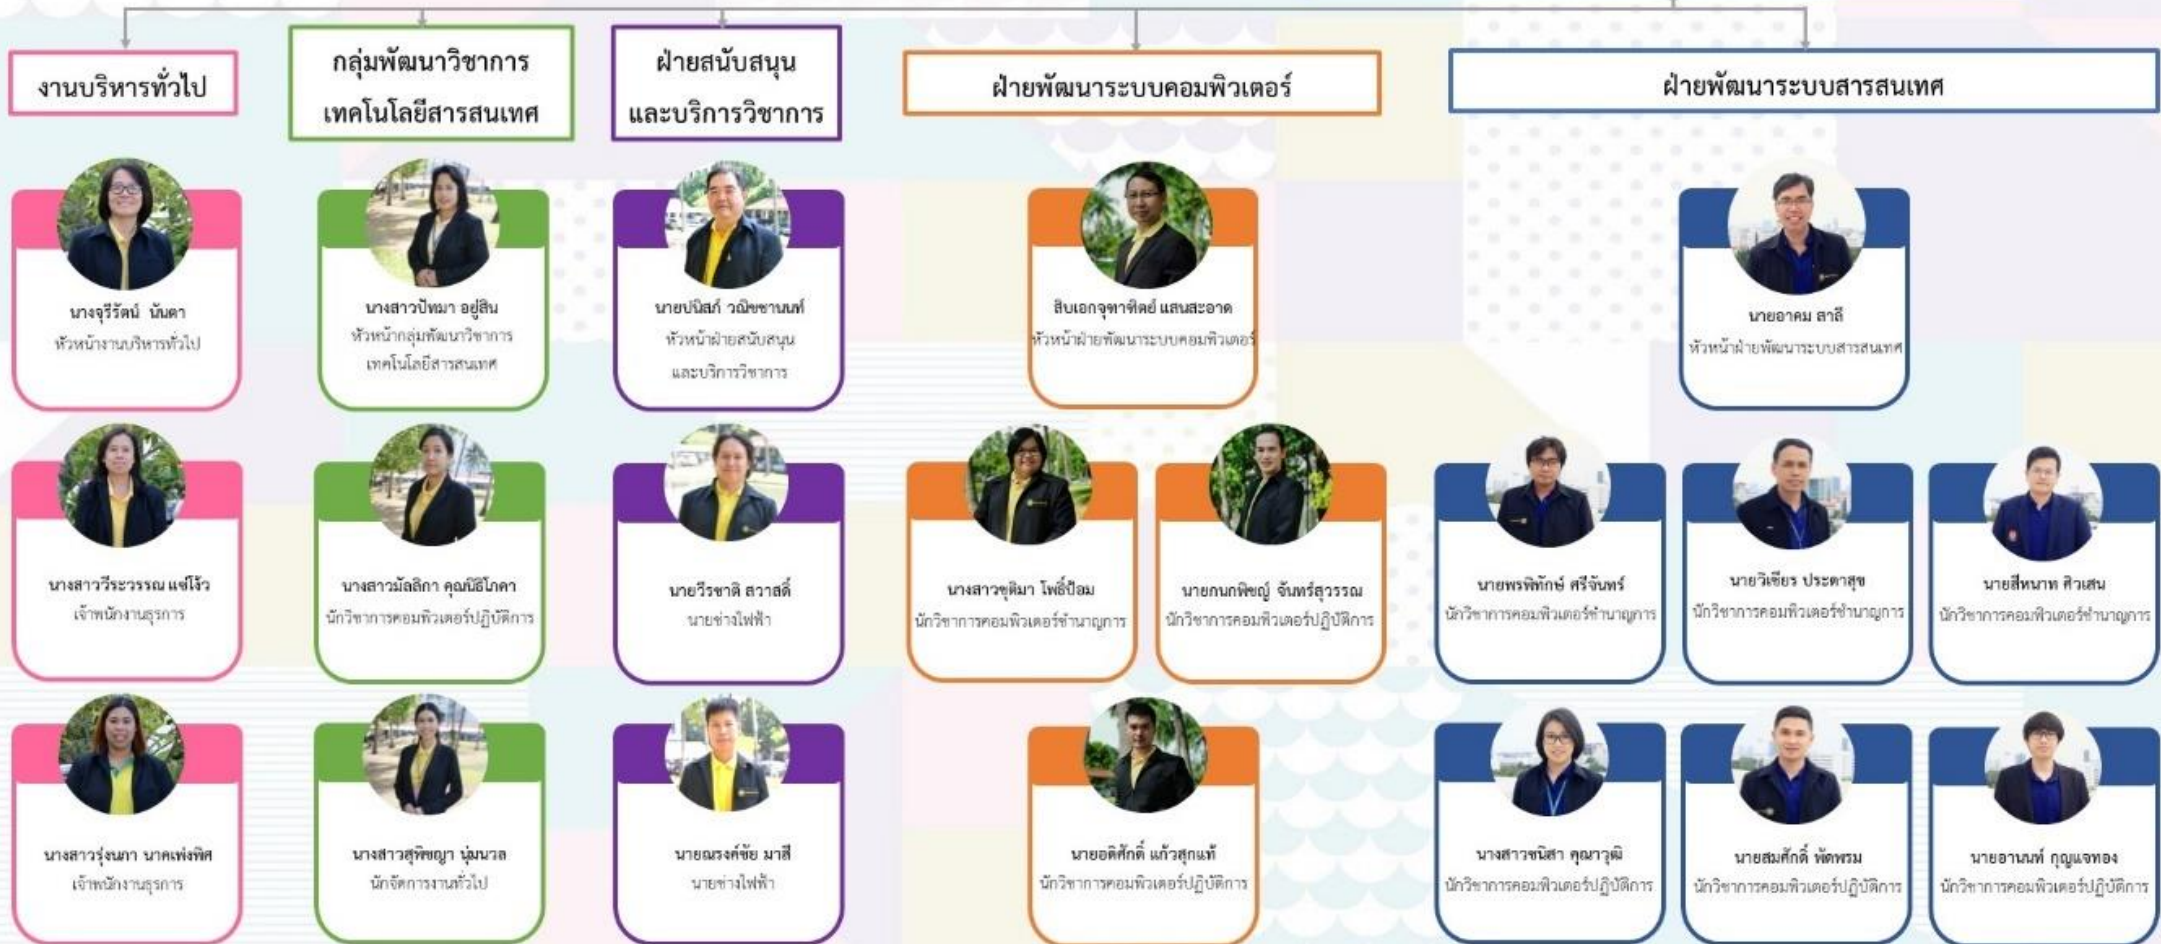 งานบริหารทั่วไป
กลุ่มพัฒนาวิชาการ
เทคโนโลยีสารสนเทศ
ฝ่ายสนับสนุน
และบริการวิชาการ
ฝ่ายพัฒนาระบบคอมพิวเตอร์
ฝ่ายพัฒนาระบบสารสนเทศ
นางจุรีรัตน์ นันตา
หัวหน้างานบริหารทั่วไป
นางสาวปัทมา อยู่สิน
หัวหน้ากลุ่มพัฒนาวิชาการ
เทคโนโลยีสารสนเทศ
นายปนิสภ์ วณิชชานนท์
หัวหน้าฝ่ายสนับสนุน
และบริการวิชาการ
สิบเอกจุฑาทิตย์ แสนสะอาด
หัวหน้าฝ่ายพัฒนาระบบคอมพิวเตอร์
นายอาคม สาลี
หัวหน้าฝ่ายพัฒนาระบบสารสนเทศ
นางสาววีระวรรณ แซ่โง้ว
เจ้าพนักงานธุรการ
นางสาวมัลลิกา คุณนิธิโภคา
นักวิชาการคอมพิวเตอร์ปฏิบัติการ
นายวีรชาติ สวาสดิ์
นายช่างไฟฟ้า
นางสาวชุติมา โพธิ์ป้อม
นักวิชาการคอมพิวเตอร์ชำนาญการ
นายกนกพิชญ์ จันทร์สุวรรณ
นักวิชาการคอมพิวเตอร์ปฏิบัติการ
นายพรพิทักษ์ ศรีจันทร์
นักวิชาการคอมพิวเตอร์ชำนาญการ
นายวิเชียร ประดาสุข
นักวิชาการคอมพิวเตอร์ชำนาญการ
นายสีหนาท ศิวเสน
นักวิชาการคอมพิวเตอร์ชำนาญการ
นางสาวรุ่งนภา นาคเพ่งพิศ
เจ้าพนักงานธุรการ
นางสาวสุพิชญา นุ่มนวล
นักจัดการงานทั่วไป
นายณรงค์ชัย มาสี
นายช่างไฟฟ้า
นายอดิศักดิ์ แก้วสุกแท้
นักวิชาการคอมพิวเตอร์ปฏิบัติการ
นางสาวชนิสา คุณาวุฒิ
นักวิชาการคอมพิวเตอร์ปฏิบัติการ
นายสมศักดิ์ พัดพรม
นักวิชาการคอมพิวเตอร์ปฏิบัติการ
นายอานนท์ กุญแจทอง
นักวิชาการคอมพิวเตอร์ปฏิบัติการ